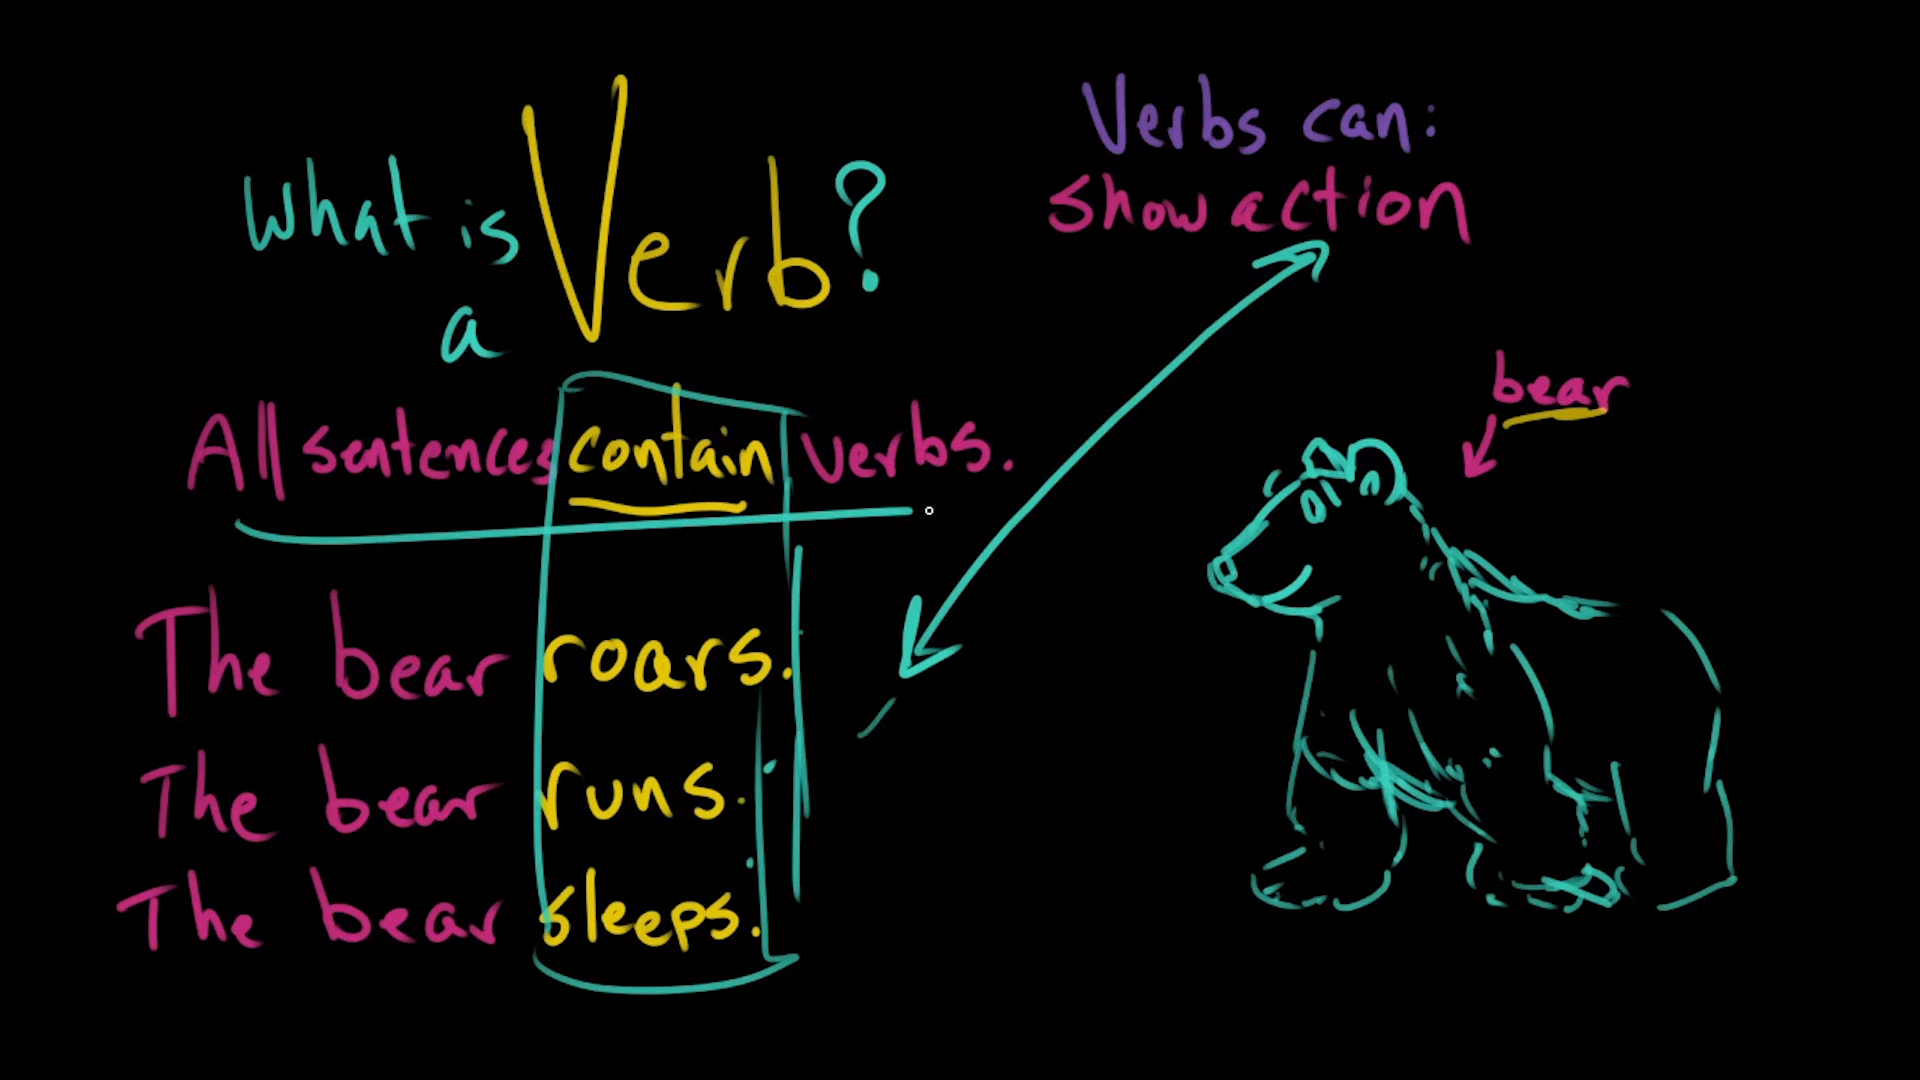 What is a Verb?
All sentences contain verbs.
The bear roars.
The bear runs.
The bear sleeps.
Verbs can:
show action
bear